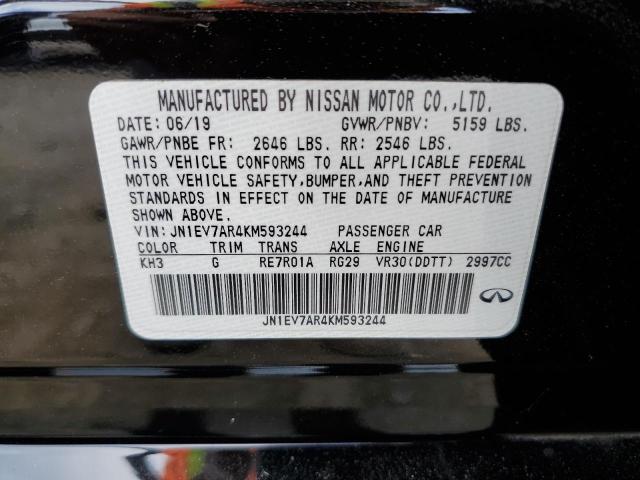 MANUFACTURED BY NISSAN MOTOR CO.,LTD.
DATE: 06/19 GVWR/PNBV: 5159 LBS.
GAWR/PNBE FR: 2646 LBS. RR: 2546 LBS.
THIS VEHICLE CONFORMS TO ALL APPLICABLE FEDERAL
MOTOR VEHICLE SAFETY,BUMPER,AND THEFT PREVENTION
STANDARDS IN EFFECT ON THE DATE OF MANUFACTURE
SHOWN ABOVE.
VIN: JN1EV7AR4KM593244 PASSENGER CAR
COLOR TRIM TRANS AXLE ENGINE
KH3 G RE7R01A RG29 VR30(DDTT) 2997CC
JN1EV7AR4KM593244